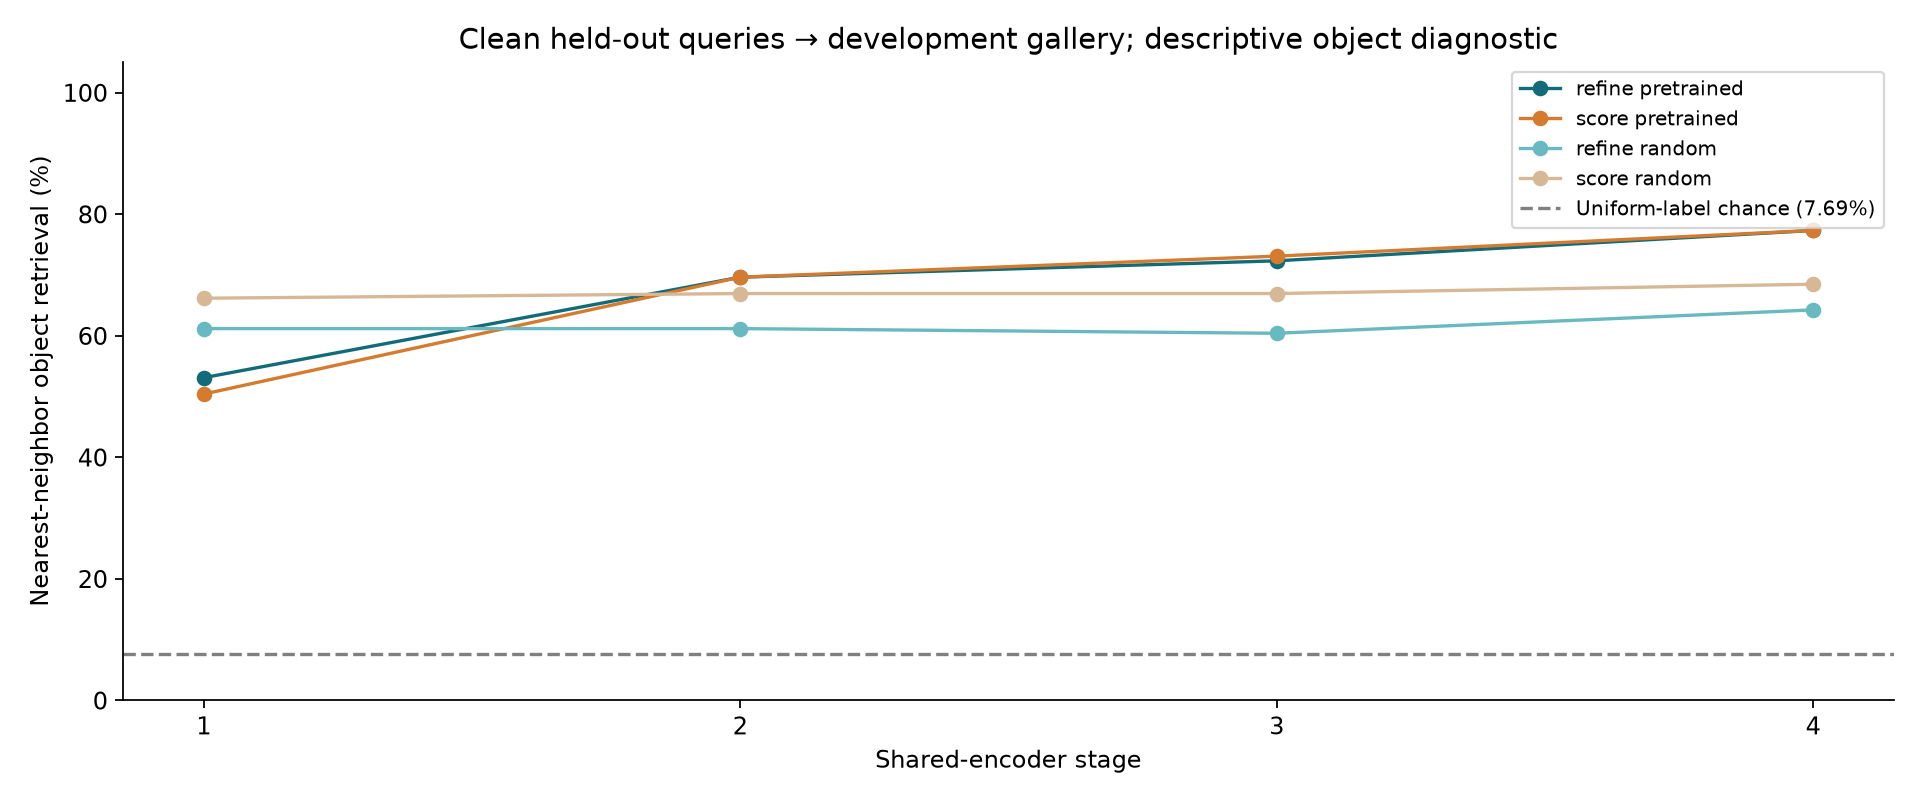 Clean held-out queries → development gallery; descriptive object diagnostic
refine pretrained
score pretrained
refine random
score random
Uniform-label chance (7.69%)
Nearest-neighbor object retrieval (%)
100
80
60
40
20
0
1 2 3 4
Shared-encoder stage